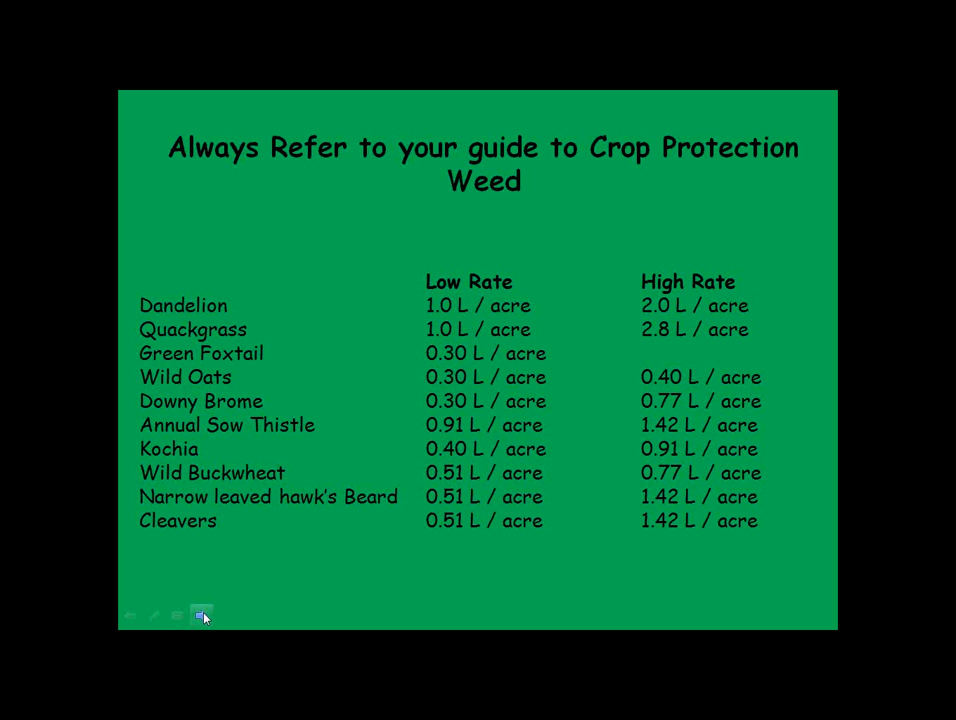 Always Refer to your guide to Crop Protection
Weed
Low Rate High Rate
Dandelion 1.0 L / acre 2.0 L / acre
Quackgrass 1.0 L / acre 2.8 L / acre
Green Foxtail 0.30 L / acre
Wild Oats 0.30 L / acre 0.40 L / acre
Downy Brome 0.30 L / acre 0.77 L / acre
Annual Sow Thistle 0.91 L / acre 1.42 L / acre
Kochia 0.40 L / acre 0.91 L / acre
Wild Buckwheat 0.51 L / acre 0.77 L / acre
Narrow leaved hawk's Beard 0.51 L / acre 1.42 L / acre
Cleavers 0.51 L / acre 1.42 L / acre